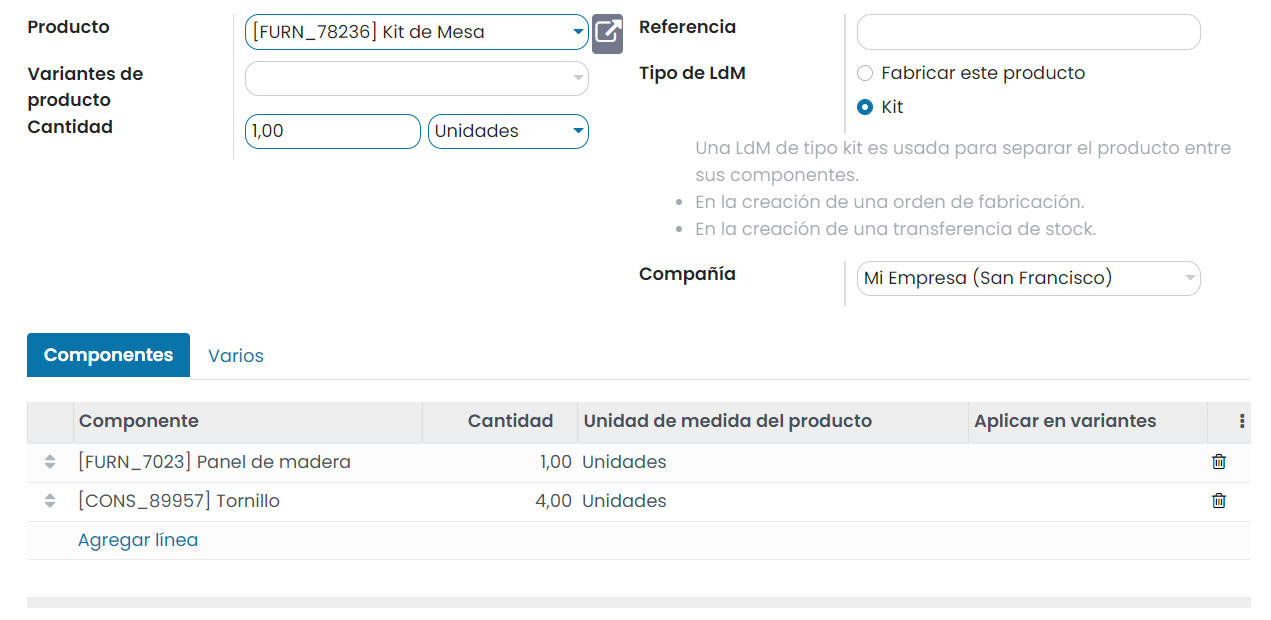 Producto
[FURN_78236] Kit de Mesa
Variantes de
producto
Cantidad
1,00
Unidades
Referencia
Tipo de LdM
Fabricar este producto
Kit
Una LdM de tipo kit es usada para separar el producto entre
sus componentes.
• En la creación de una orden de fabricación.
• En la creación de una transferencia de stock.
Compañía
Mi Empresa (San Francisco)
Componentes Varios
Componente Cantidad Unidad de medida del producto Aplicar en variantes
[FURN_7023] Panel de madera 1,00 Unidades
[CONS_89957] Tornillo 4,00 Unidades
Agregar línea